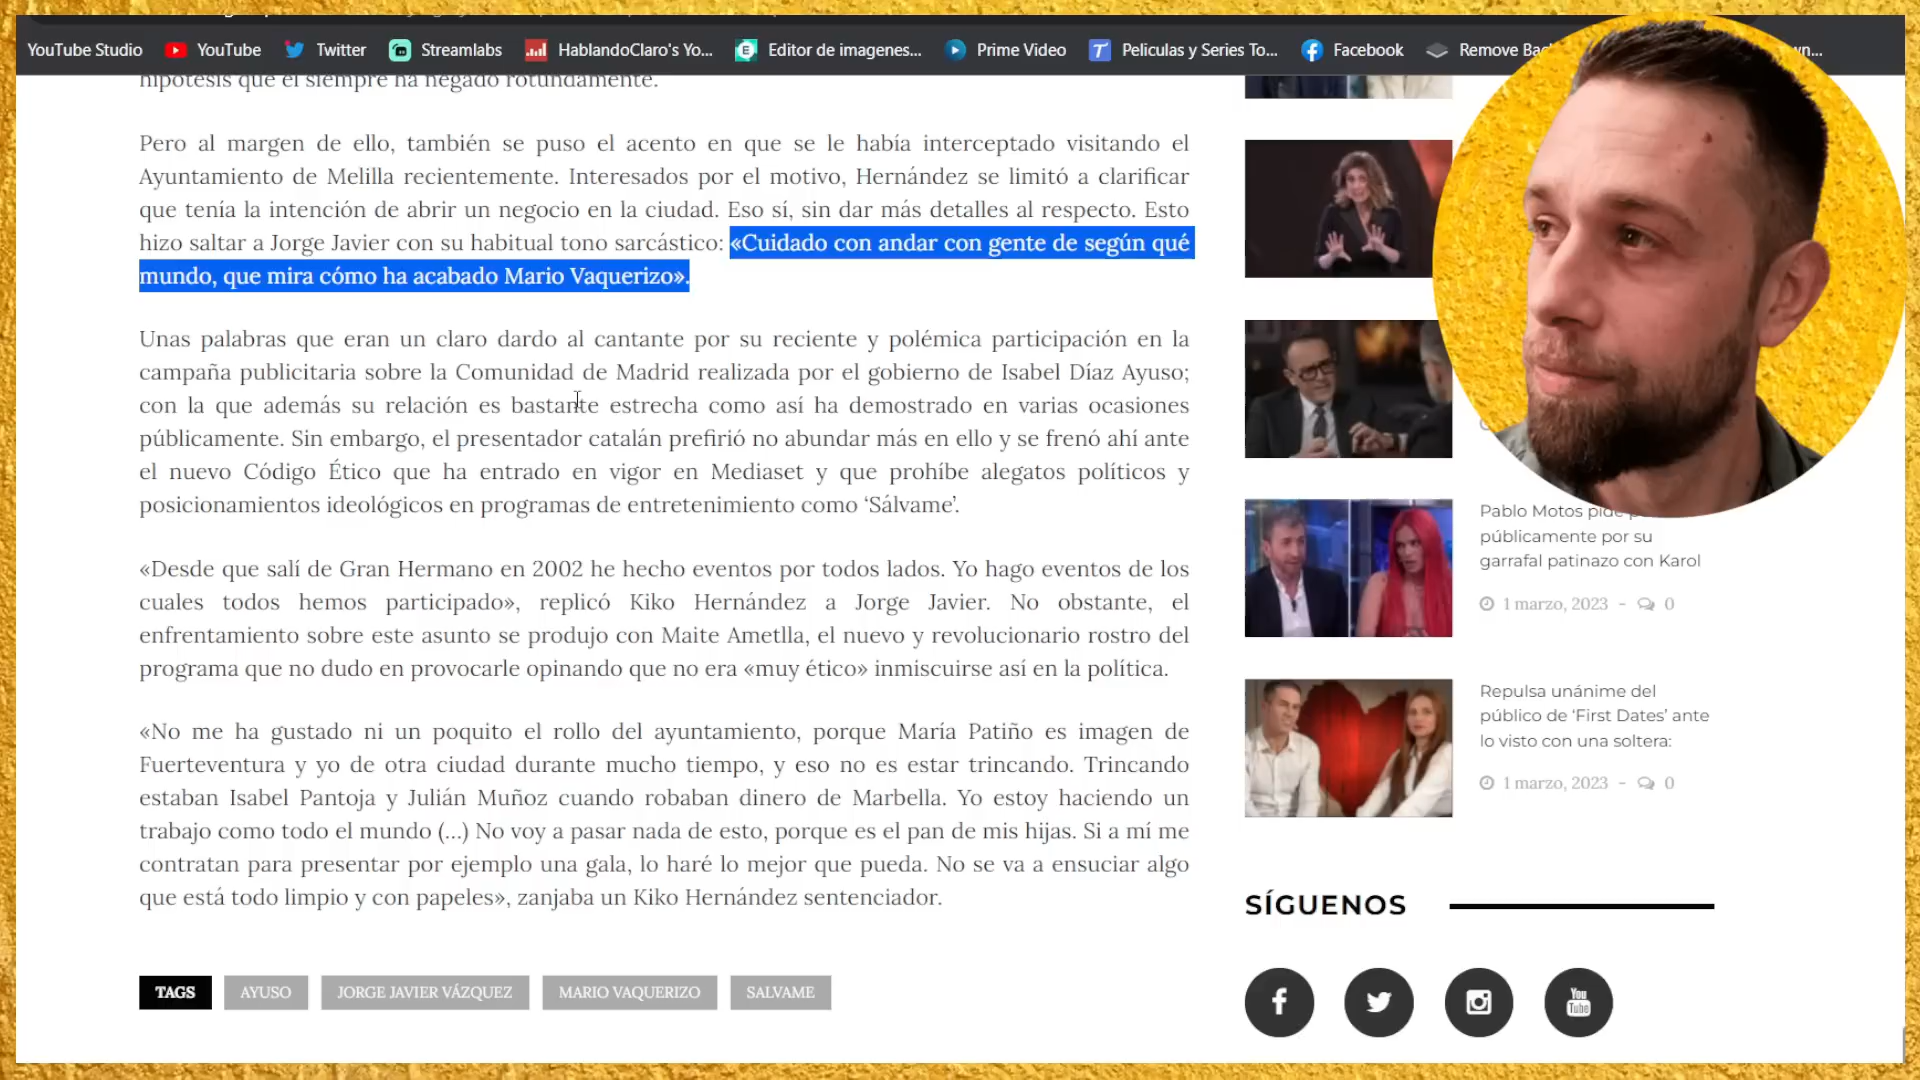 YouTube Studio YouTube Twitter Streamlabs HablandoClaro's Yo... Editor de imagenes... Prime Video Peliculas y Series To... Facebook Remove
hipótesis que él siempre ha negado rotundamente.
Pero al margen de ello, también se puso el acento en que se le había interceptado visitando el
Ayuntamiento de Melilla recientemente. Interesados por el motivo, Hernández se limitó a clarificar
que tenía la intención de abrir un negocio en la ciudad. Eso sí, sin dar más detalles al respecto. Esto
hizo saltar a Jorge Javier con su habitual tono sarcástico: «Cuidado con andar con gente de según qué
mundo, que mira cómo ha acabado Mario Vaquerizo».
Unas palabras que eran un claro dardo al cantante por su reciente y polémica participación en la
campaña publicitaria sobre la Comunidad de Madrid realizada por el gobierno de Isabel Díaz Ayuso;
con la que además su relación es bastante estrecha como así ha demostrado en varias ocasiones
públicamente. Sin embargo, el presentador catalán prefirió no abundar más en ello y se frenó ahí ante
el nuevo Código Ético que ha entrado en vigor en Mediaset y que prohíbe alegatos políticos y
posicionamientos ideológicos en programas de entretenimiento como ‘Sálvame’.
«Desde que salí de Gran Hermano en 2002 he hecho eventos por todos lados. Yo hago eventos de los
cuales todos hemos participado», replicó Kiko Hernández a Jorge Javier. No obstante, el
enfrentamiento sobre este asunto se produjo con Maite Ametlla, el nuevo y revolucionario rostro del
programa que no dudo en provocarle opinando que no era «muy ético» inmiscuirse así en la política.
«No me ha gustado ni un poquito el rollo del ayuntamiento, porque María Patiño es imagen de
Fuerteventura y yo de otra ciudad durante mucho tiempo, y eso no es estar trincando. Trincando
estaban Isabel Pantoja y Julián Muñoz cuando robaban dinero de Marbella. Yo estoy haciendo un
trabajo como todo el mundo (...) No voy a pasar nada de esto, porque es el pan de mis hijas. Si a mí me
contratan para presentar por ejemplo una gala, lo haré lo mejor que pueda. No se va a ensuciar algo
que está todo limpio y con papeles», zanjaba un Kiko Hernández sentenciador.
TAGS AYUSO JORGE JAVIER VÁZQUEZ MARIO VAQUERIZO SALVAME
Pablo Motos pide
públicamente por su
garrafal patinazo con Karol
1 marzo, 2023 - 0
Repulsa unánime del
público de ‘First Dates’ ante
lo visto con una soltera:
1 marzo, 2023 - 0
SÍGUENOS
You
Tube